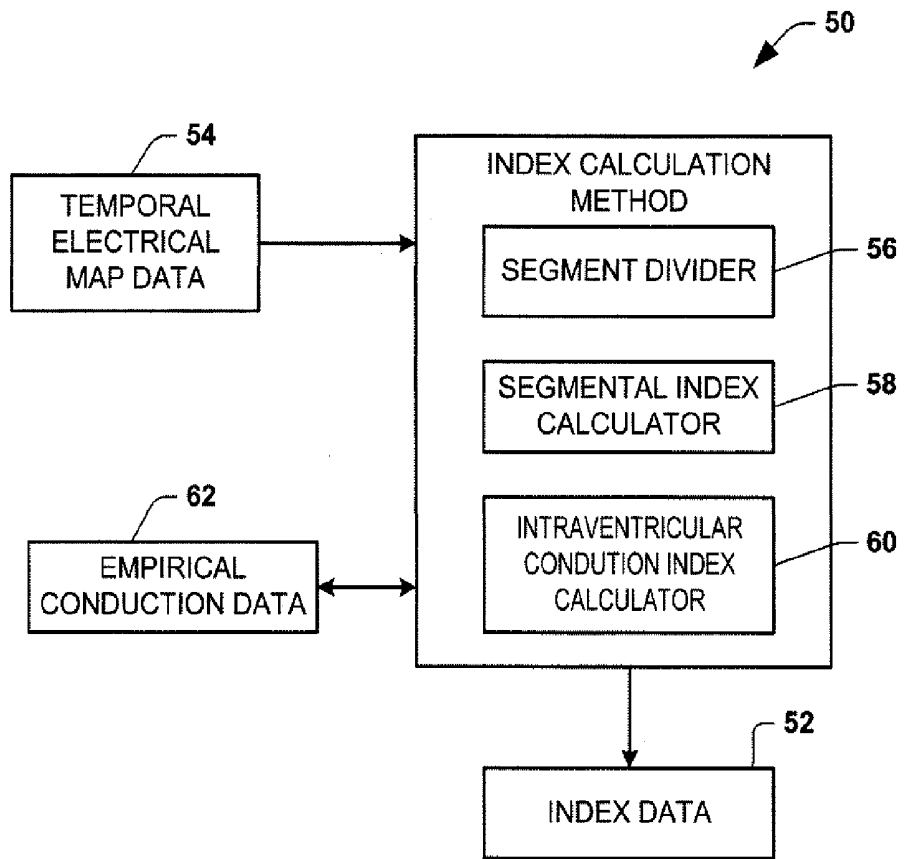 50
54
TEMPORAL
ELECTRICAL
MAP DATA
INDEX CALCULATION
METHOD
SEGMENT DIVIDER
56
SEGMENTAL INDEX
CALCULATOR
58
62
EMPIRICAL
CONDUCTION DATA
INTRAVENTRICULAR
CONDUTION INDEX
CALCULATOR
60
52
INDEX DATA